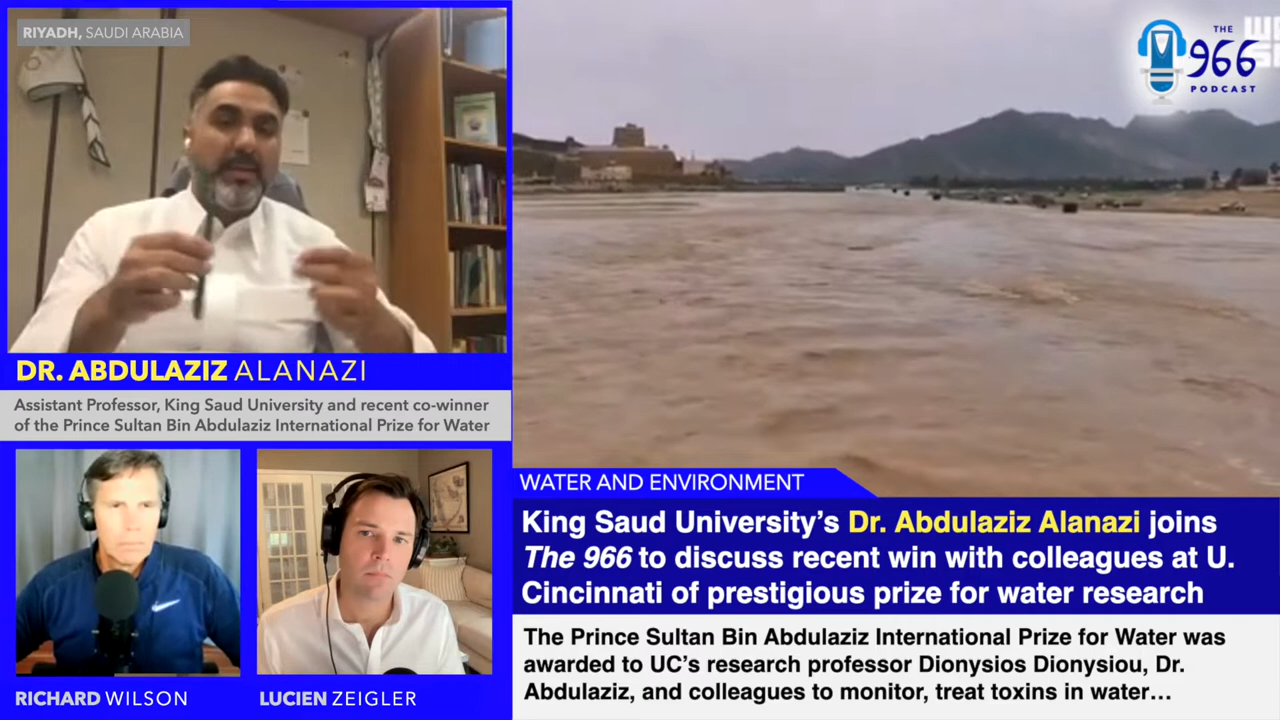 RIYADH, SAUDI ARABIA
DR. ABDULAZIZ ALANAZI
Assistant Professor, King Saud University and recent co-winner
of the Prince Sultan Bin Abdulaziz International Prize for Water
RICHARD WILSON
LUCIEN ZEIGLER
THE
966
PODCAST
WATER AND ENVIRONMENT
King Saud University's Dr. Abdulaziz Alanazi joins
The 966 to discuss recent win with colleagues at U.
Cincinnati of prestigious prize for water research
The Prince Sultan Bin Abdulaziz International Prize for Water was
awarded to UC's research professor Dionysios Dionysiou, Dr.
Abdulaziz, and colleagues to monitor, treat toxins in water…